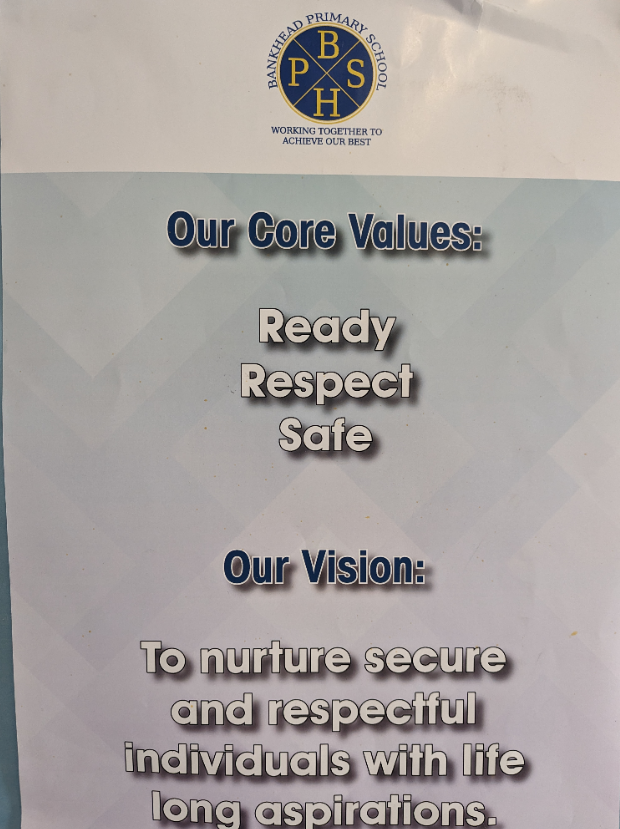 BANKHEAD PRIMARY SCHOOL
B
P S
H
WORKING TOGETHER TO
ACHIEVE OUR BEST
Our Core Values:
Ready
Respect
Safe
Our Vision:
To nurture secure
and respectful
individuals with life
long aspirations.